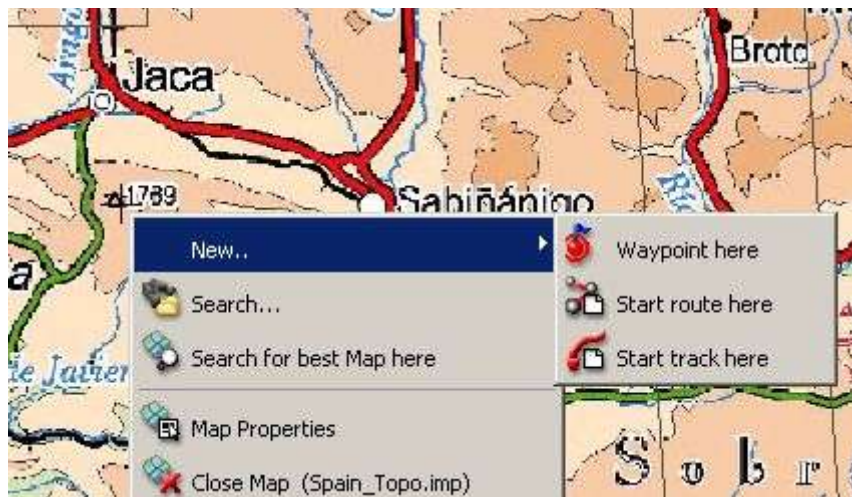 Broto
Jaca
1789
Sabiñánigo
New..
Waypoint here
Search...
Start route here
Search for best Map here
Start track here
Map Properties
Close Map (Spain_Topo.imp)
S o b r